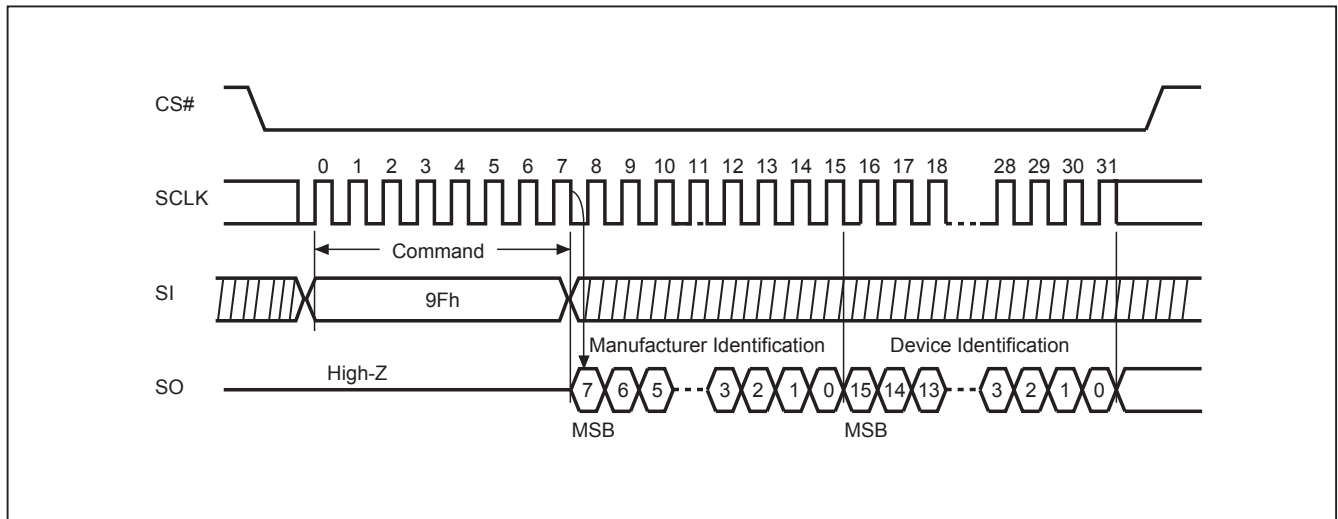 CS#
0 1 2 3 4 5 6 7 8 9 10 11 12 13 14 15 16 17 18 28 29 30 31
SCLK
Command
SI
9Fh
Manufacturer Identification Device Identification
High-Z
SO
7 6 5 3 2 1 0 15 14 13 3 2 1 0
MSB MSB